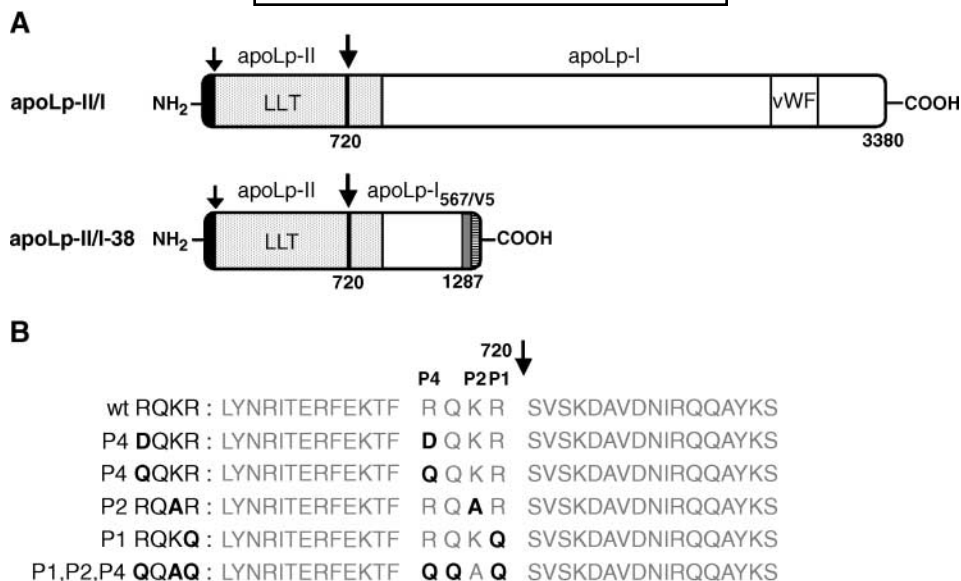 A
apoLp-II apoLp-I
apoLp-II/I NH2 LLT vWF COOH
720 3380
apoLp-II apoLp-I567/V5
apoLp-II/I-38 NH2 LLT COOH
720 1287
B
720
P4 P2 P1
wt RQKR : LYNRITERFEKTF R Q K R SVSKDAVDNIRQQAYKS
P4 DQKR : LYNRITERFEKTF D Q K R SVSKDAVDNIRQQAYKS
P4 QQKR : LYNRITERFEKTF Q Q K R SVSKDAVDNIRQQAYKS
P2 RQAR : LYNRITERFEKTF R Q A R SVSKDAVDNIRQQAYKS
P1 RQKQ : LYNRITERFEKTF R Q K Q SVSKDAVDNIRQQAYKS
P1,P2,P4 QQAQ : LYNRITERFEKTF Q Q A Q SVSKDAVDNIRQQAYKS